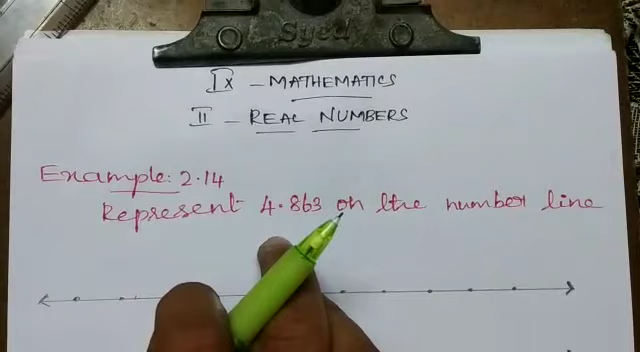 Syed
IX - MATHEMATICS
II - REAL NUMBERS
Example: 2.14
Represent 4.863 on the number line